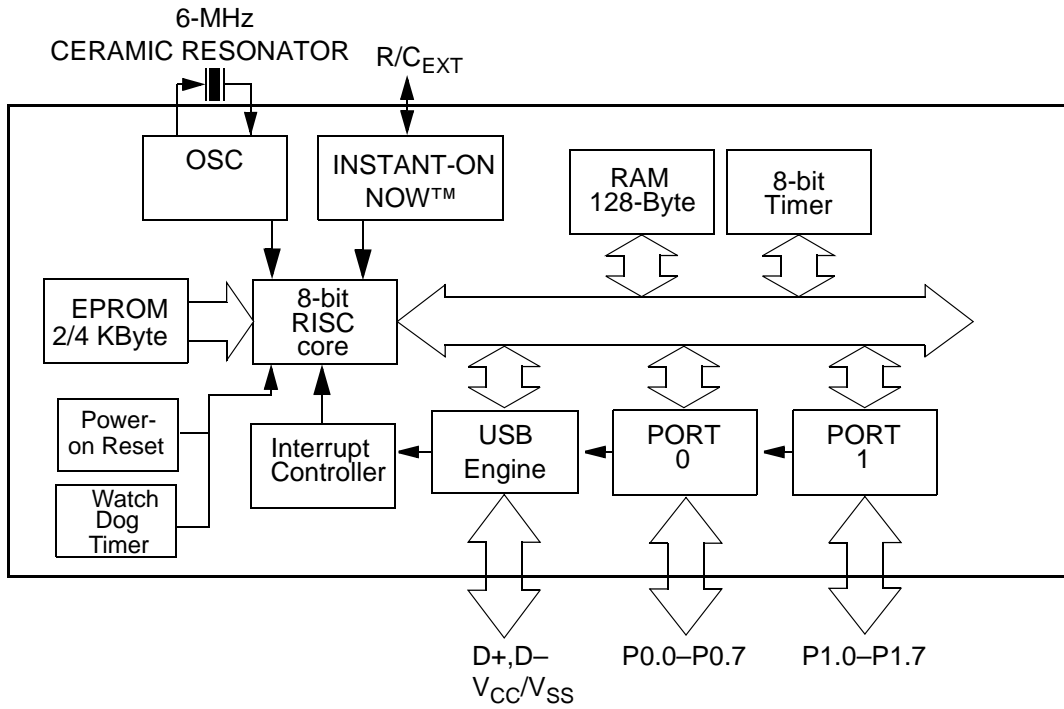 6-MHz
CERAMIC RESONATOR
R/C_EXT
OSC
INSTANT-ON
NOW™
RAM
128-Byte
8-bit
Timer
EPROM
2/4 KByte
8-bit
RISC
core
Power-
on Reset
Interrupt
Controller
USB
Engine
PORT
0
PORT
1
Watch
Dog
Timer
D+,D–
V_CC/V_SS
P0.0–P0.7
P1.0–P1.7